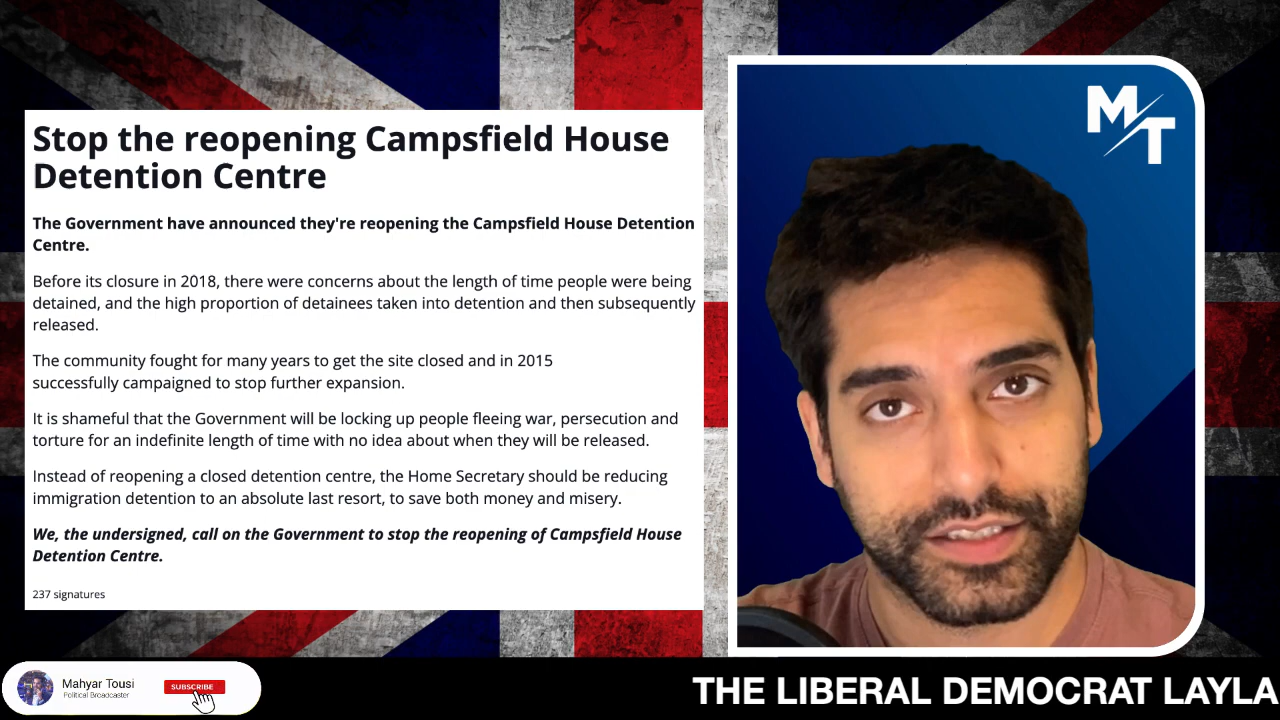 Stop the reopening Campsfield House
Detention Centre
The Government have announced they're reopening the Campsfield House Detention
Centre.
Before its closure in 2018, there were concerns about the length of time people were being
detained, and the high proportion of detainees taken into detention and then subsequently
released.
The community fought for many years to get the site closed and in 2015
successfully campaigned to stop further expansion.
It is shameful that the Government will be locking up people fleeing war, persecution and
torture for an indefinite length of time with no idea about when they will be released.
Instead of reopening a closed detention centre, the Home Secretary should be reducing
immigration detention to an absolute last resort, to save both money and misery.
We, the undersigned, call on the Government to stop the reopening of Campsfield House
Detention Centre.
237 signatures
M T
Mahyar Tousi
Political Broadcaster
SUBSCRIBE
THE LIBERAL DEMOCRAT LAYLA